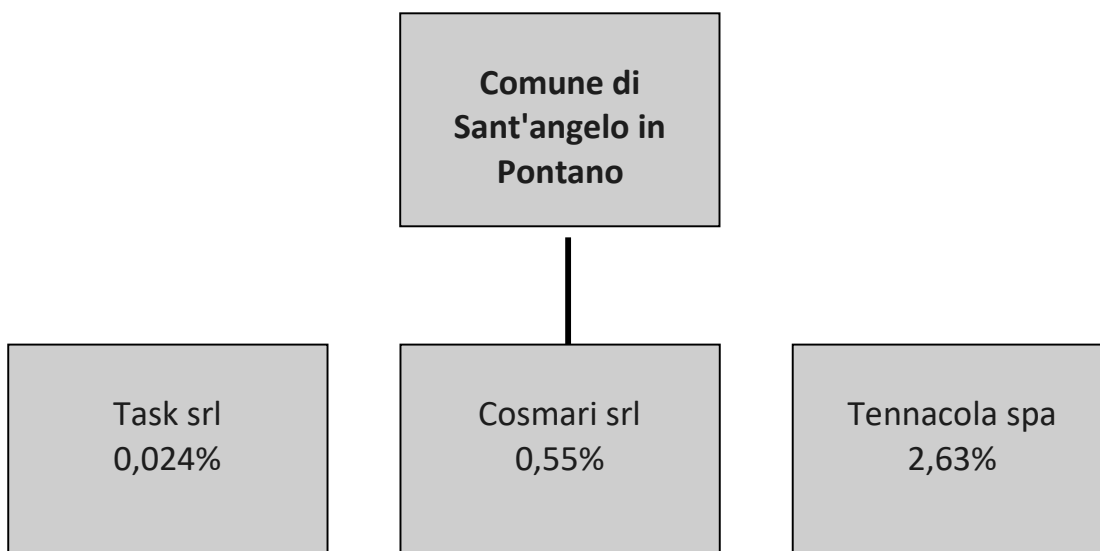 Comune di
Sant'angelo in
Pontano
Task srl
0,024%
Cosmari srl
0,55%
Tennacola spa
2,63%